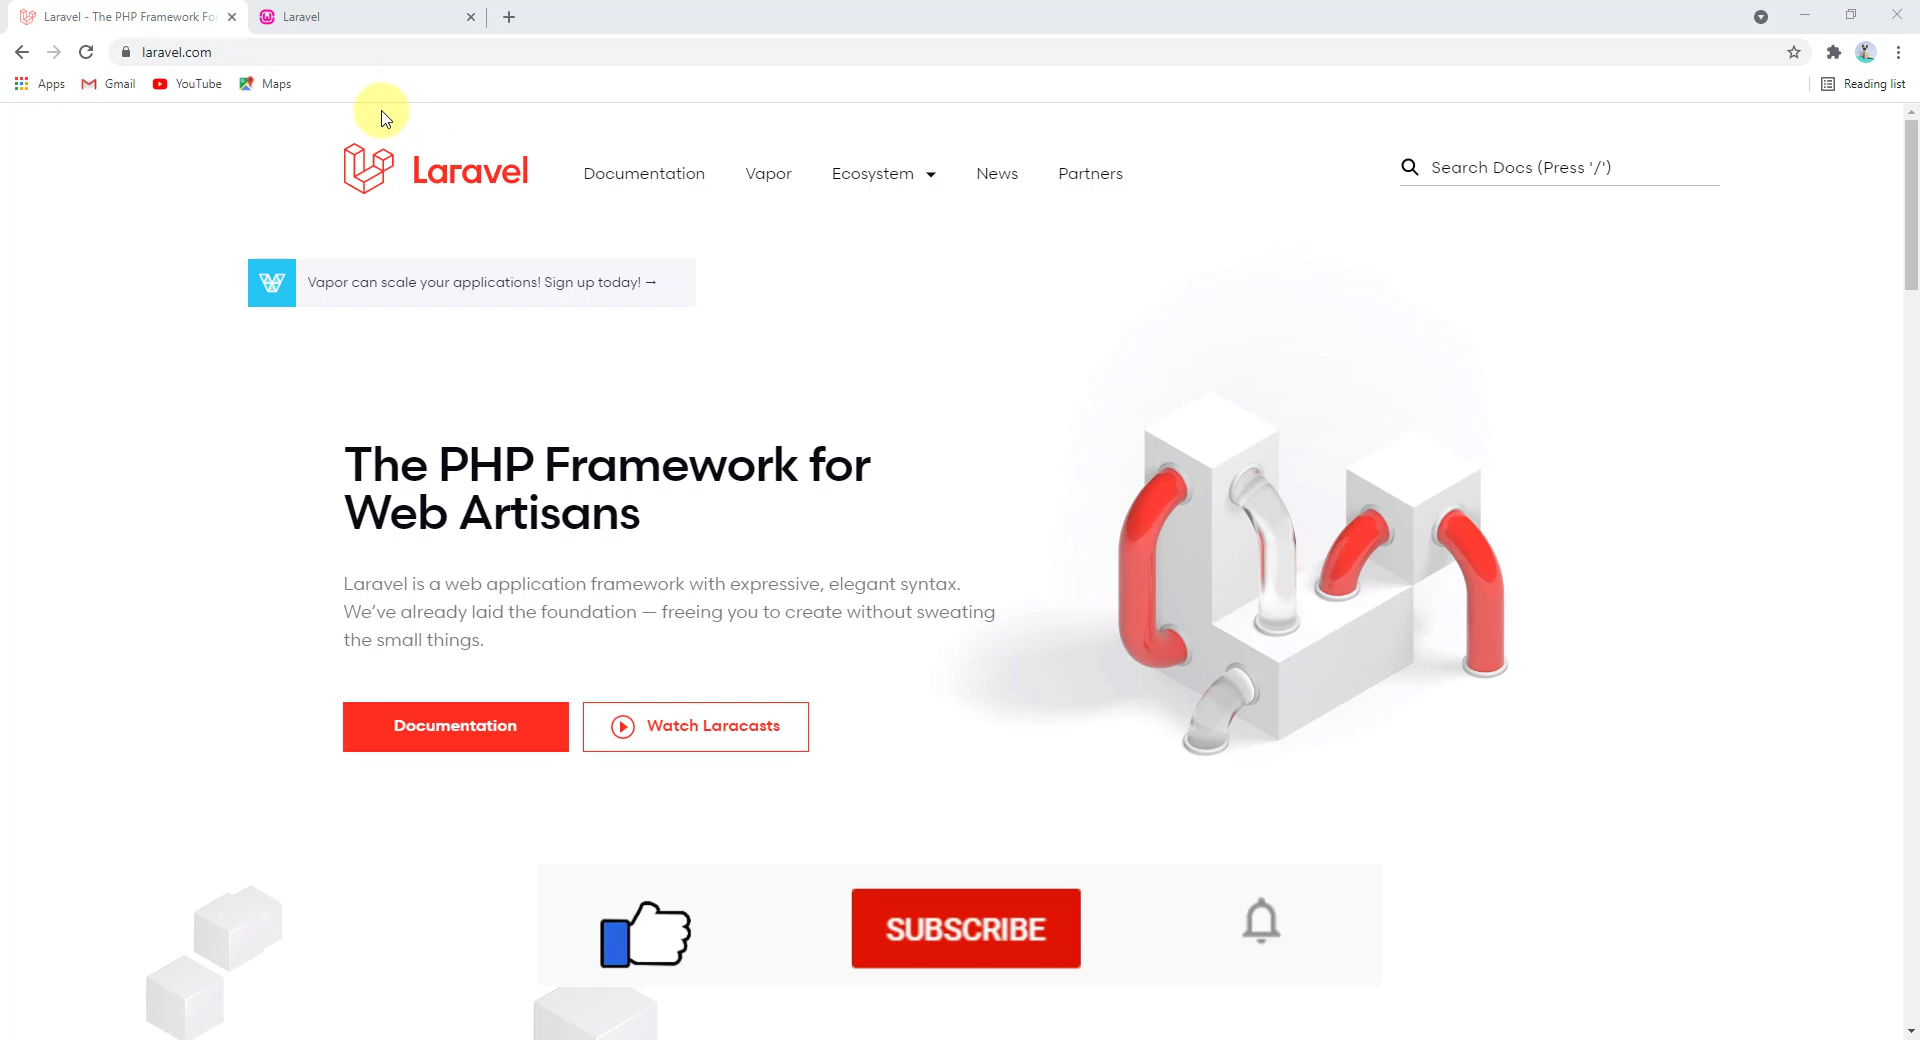 Laravel - The PHP Framework For
Laravel
laravel.com
Apps
Gmail
YouTube
Maps
Reading list
Laravel
Documentation
Vapor
Ecosystem
News
Partners
Search Docs (Press '/')
Vapor can scale your applications! Sign up today! →
The PHP Framework for
Web Artisans
Laravel is a web application framework with expressive, elegant syntax.
We've already laid the foundation — freeing you to create without sweating
the small things.
Documentation
Watch Laracasts
SUBSCRIBE